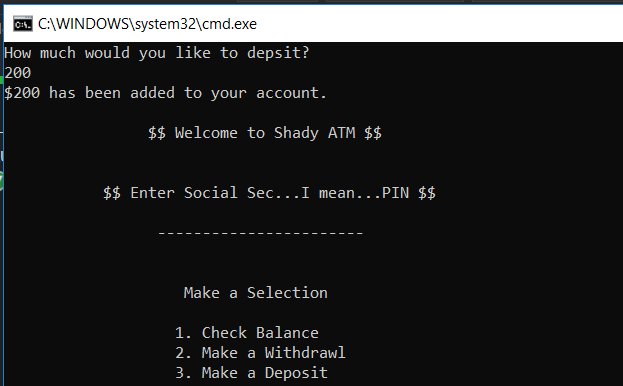 C:\WINDOWS\system32\cmd.exe
How much would you like to depsit?
200
$200 has been added to your account.
$$ Welcome to Shady ATM $$
$$ Enter Social Sec...I mean...PIN $$
-----------------------
Make a Selection
1. Check Balance
2. Make a Withdrawl
3. Make a Deposit